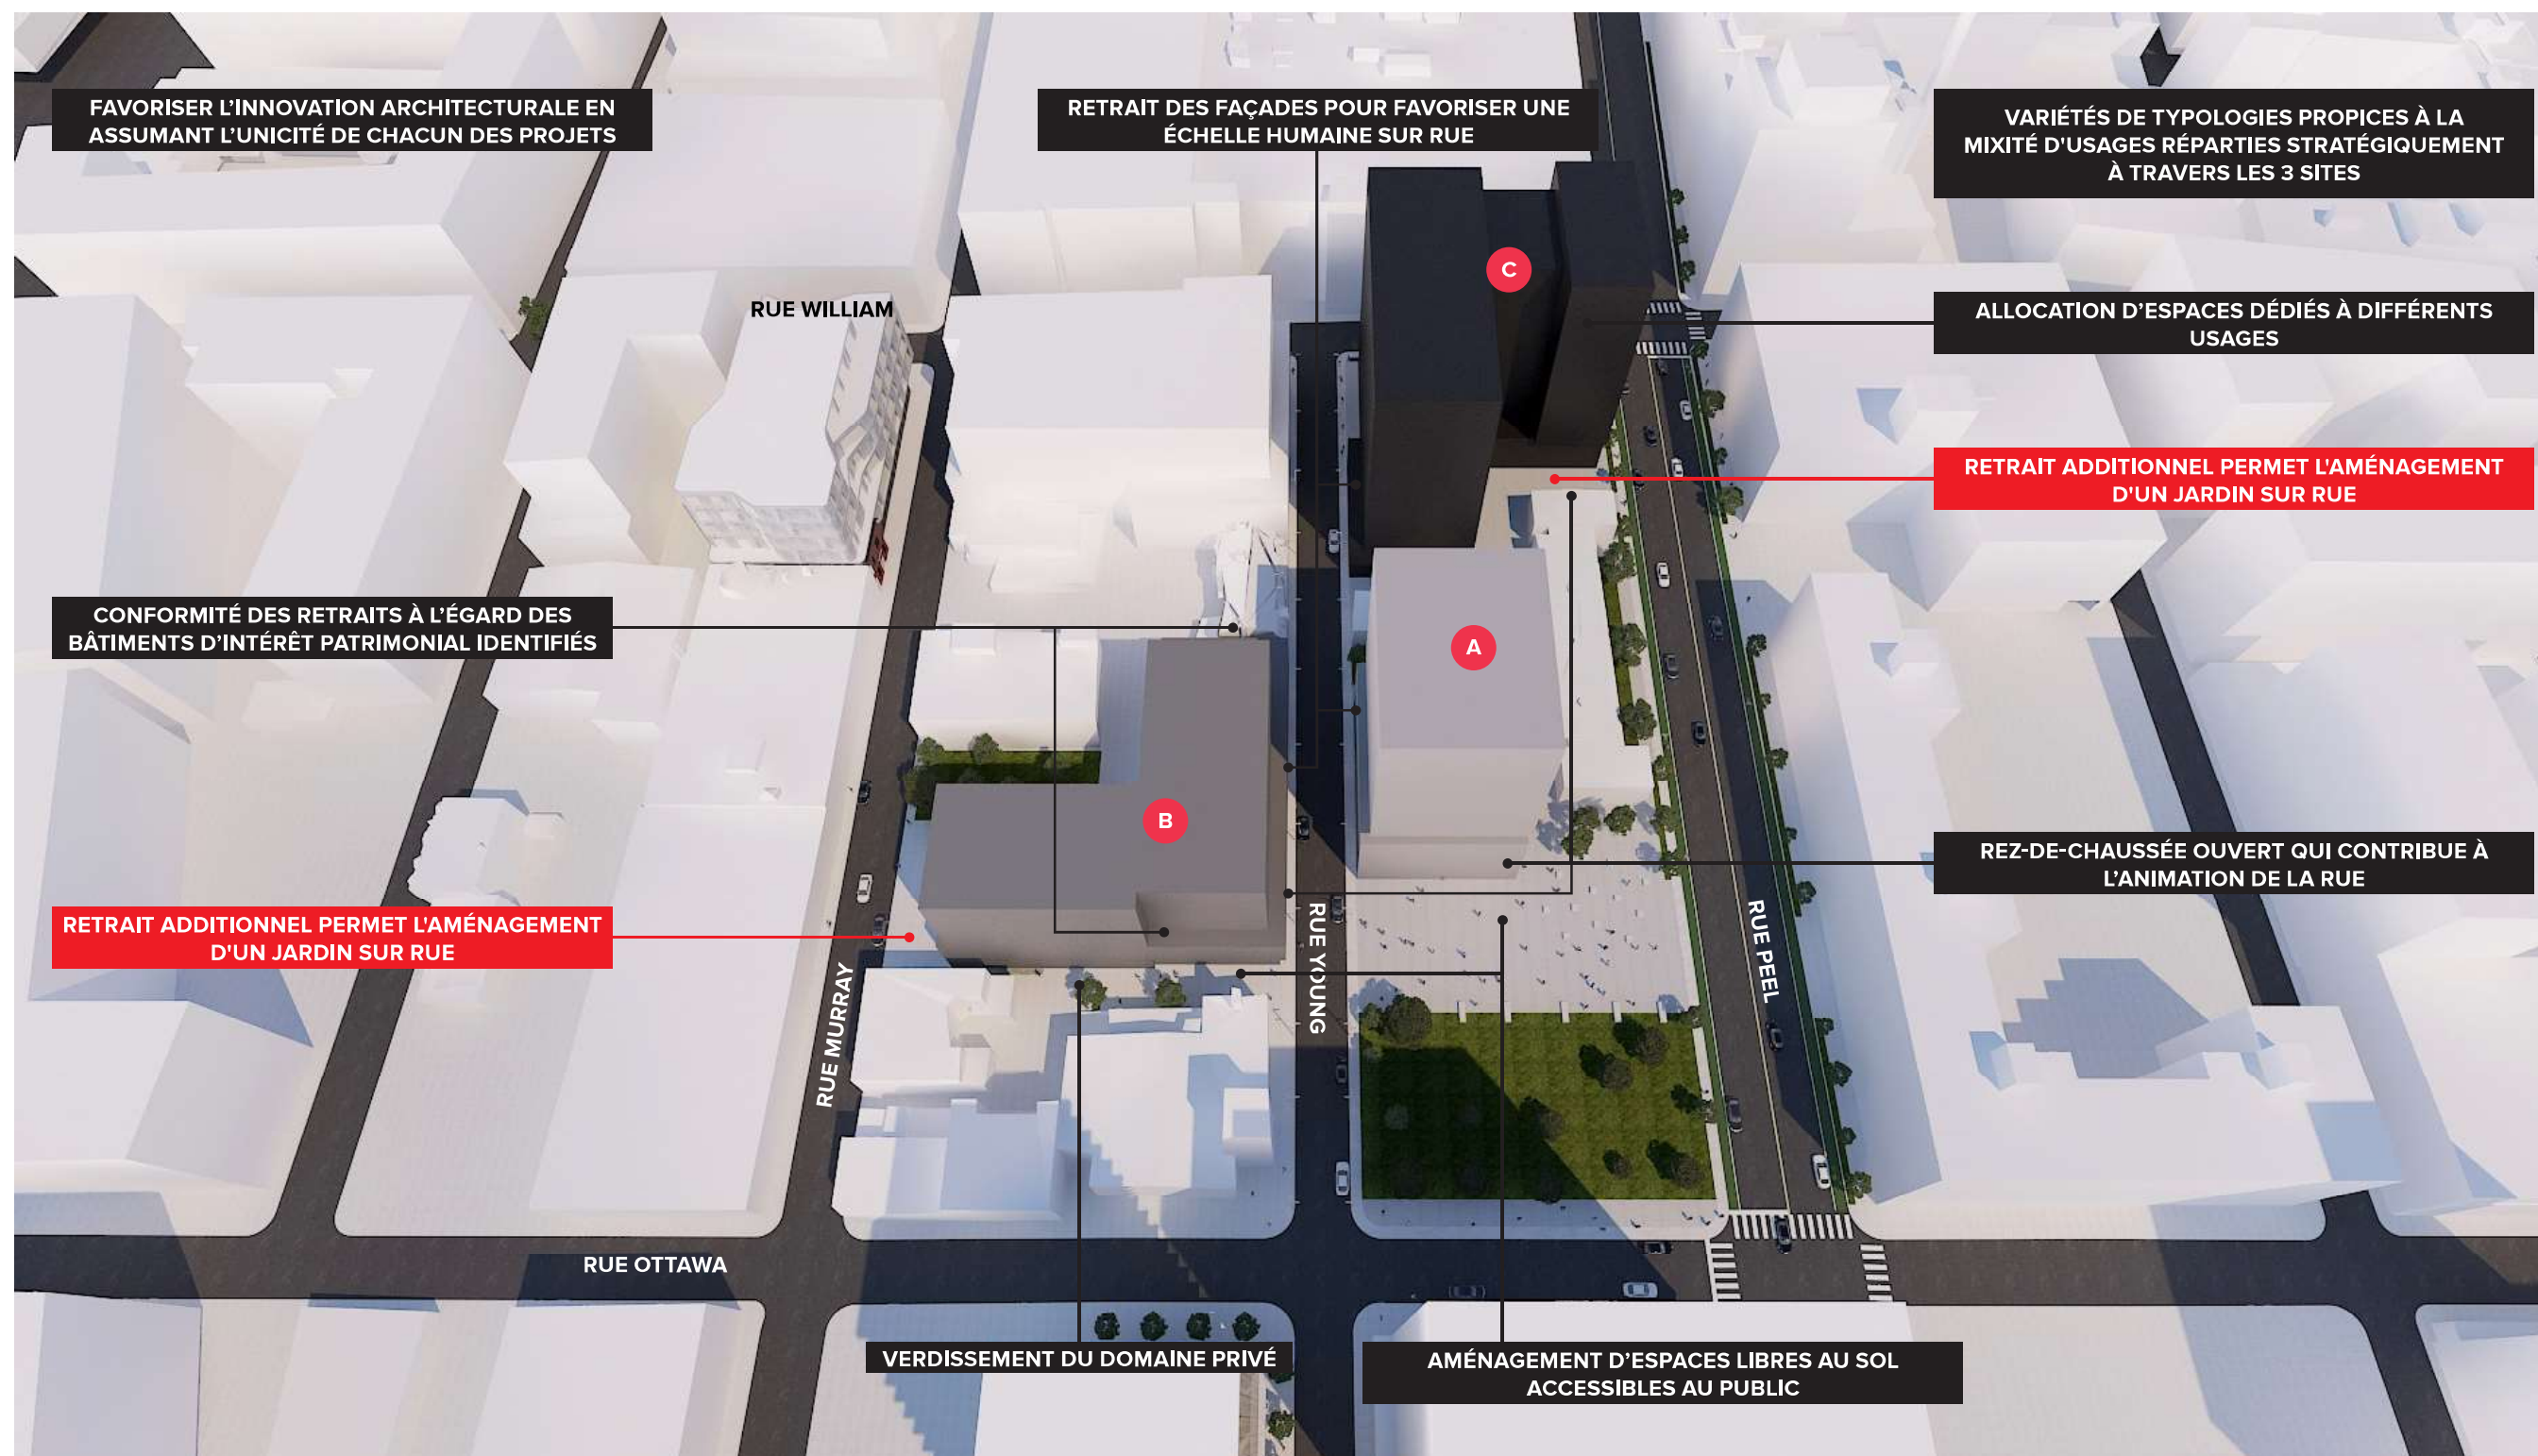 FAVORISER L'INNOVATION ARCHITECTURALE EN
ASSUMANT L'UNICITÉ DE CHACUN DES PROJETS
RETRAIT DES FAÇADES POUR FAVORISER UNE
ÉCHELLE HUMAINE SUR RUE
VARIÉTÉS DE TYPOLOGIES PROPICES À LA
MIXITÉ D'USAGES RÉPARTIES STRATÉGIQUEMENT
À TRAVERS LES 3 SITES
C
RUE WILLIAM
ALLOCATION D'ESPACES DÉDIÉS À DIFFÉRENTS
USAGES
RETRAIT ADDITIONNEL PERMET L'AMÉNAGEMENT
D'UN JARDIN SUR RUE
CONFORMITÉ DES RETRAITS À L'ÉGARD DES
BÂTIMENTS D'INTÉRÊT PATRIMONIAL IDENTIFIÉS
A
B
REZ-DE-CHAUSSÉE OUVERT QUI CONTRIBUE À
L'ANIMATION DE LA RUE
RETRAIT ADDITIONNEL PERMET L'AMÉNAGEMENT
D'UN JARDIN SUR RUE
RUE MURRAY
RUE YOUNG
RUE PEEL
RUE OTTAWA
VERDISSEMENT DU DOMAINE PRIVÉ
AMÉNAGEMENT D'ESPACES LIBRES AU SOL
ACCESSIBLES AU PUBLIC